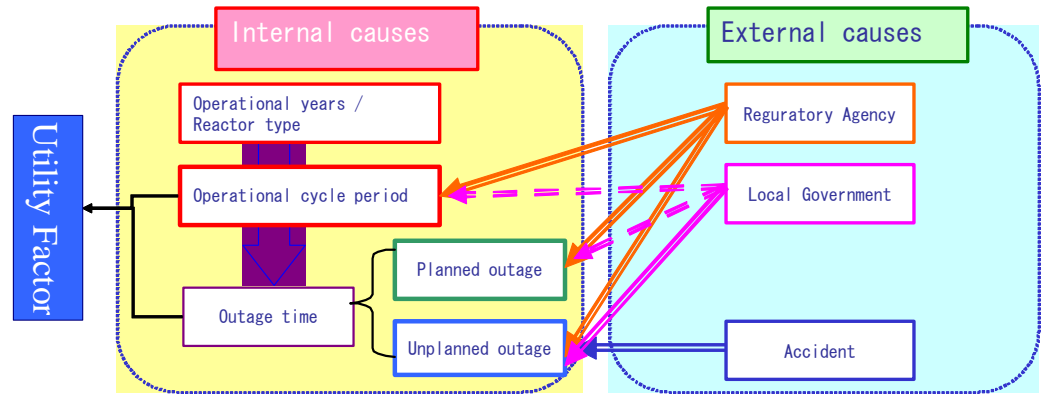 Internal causes
External causes
Operational years /
Reactor type
Reguratory Agency
Utility Factor
Operational cycle period
Local Government
Planned outage
Outage time
Unplanned outage
Accident